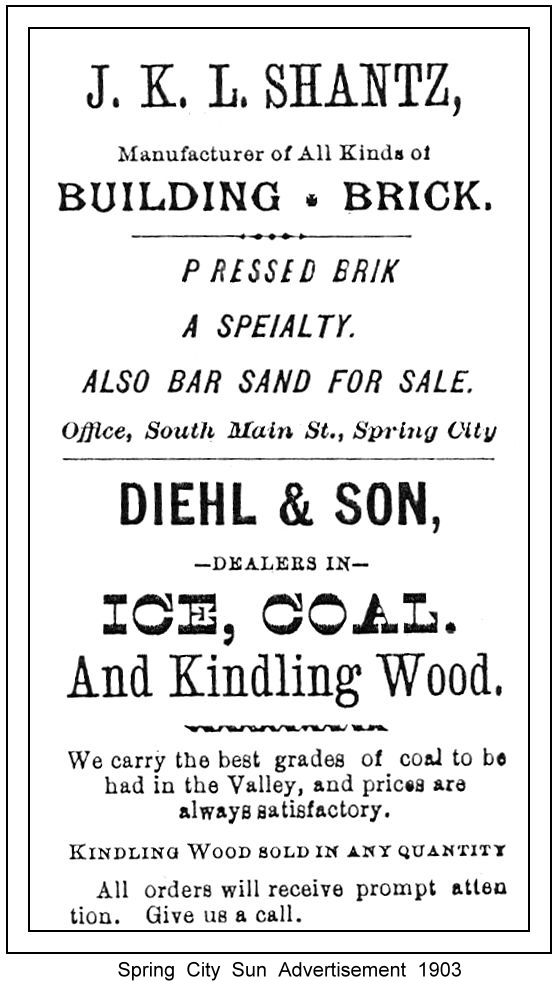 J. K. L. SHANTZ,
Manufacturer of All Kinds of
BUILDING BRICK.
P RESSED BRIK
A SPEIALTY.
ALSO BAR SAND FOR SALE.
Office, South Main St., Spring City
DIEHL & SON,
—DEALERS IN—
ICE, COAL.
And Kindling Wood.
We carry the best grades of coal to be
had in the Valley, and prices are
always satisfactory.
KINDLING WOOD SOLD IN ANY QUANTITY
All orders will receive prompt atten
tion. Give us a call.
Spring City Sun Advertisement 1903